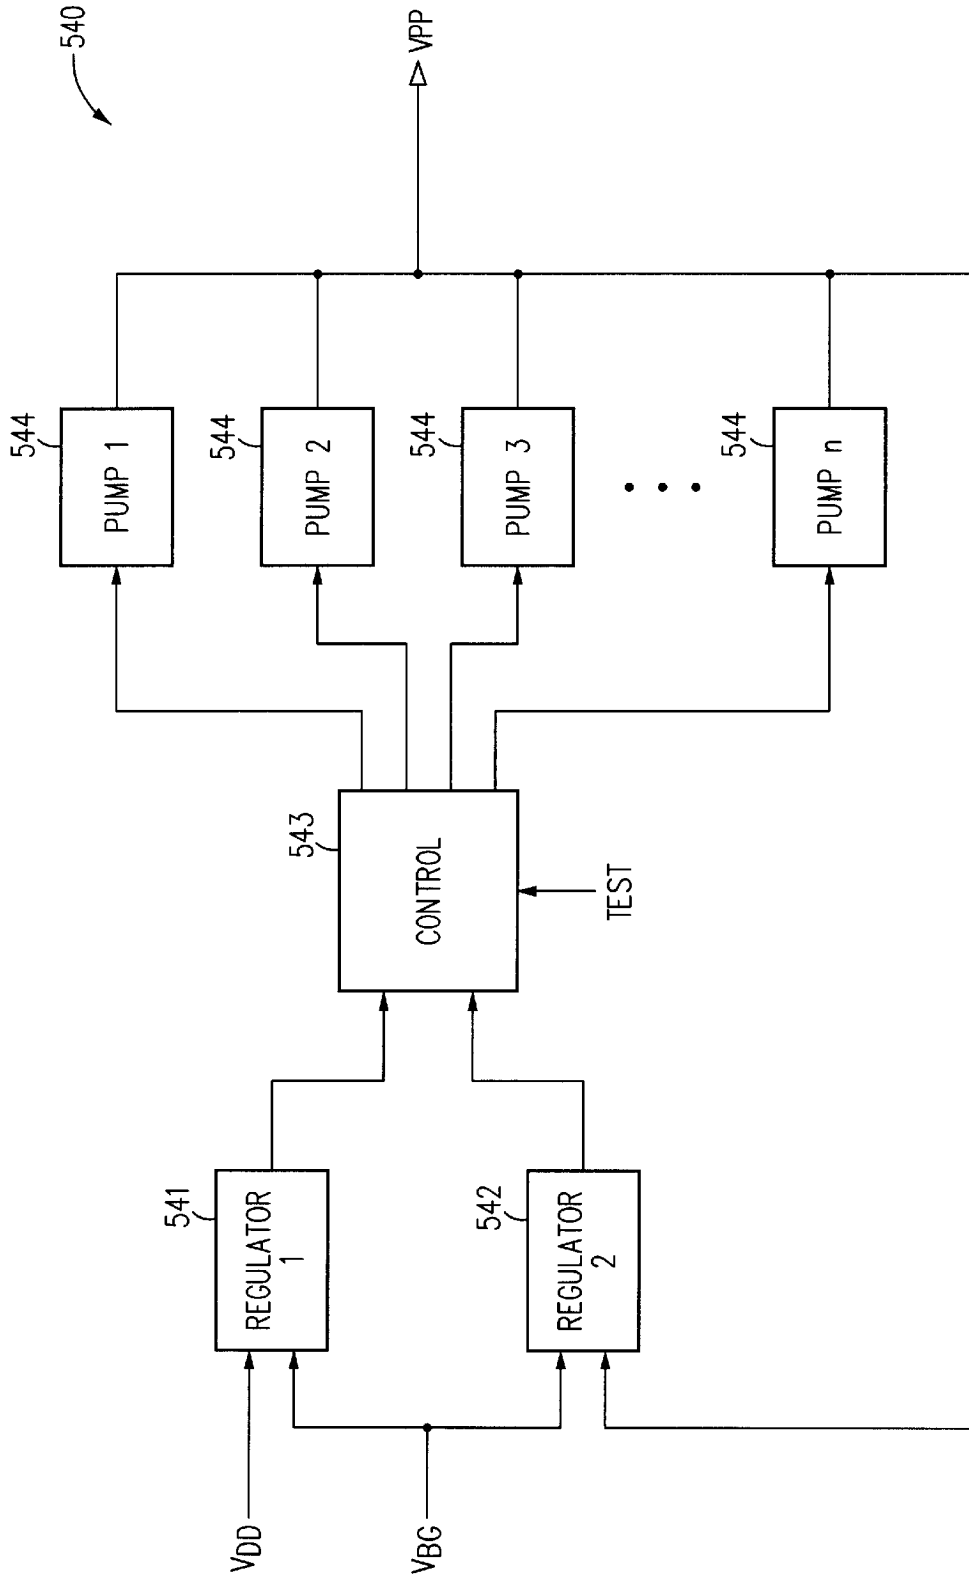 540
VDD
VBG
541
REGULATOR
1
542
REGULATOR
2
543
CONTROL
TEST
544
PUMP 1
544
PUMP 2
544
PUMP 3
544
PUMP n
VPP